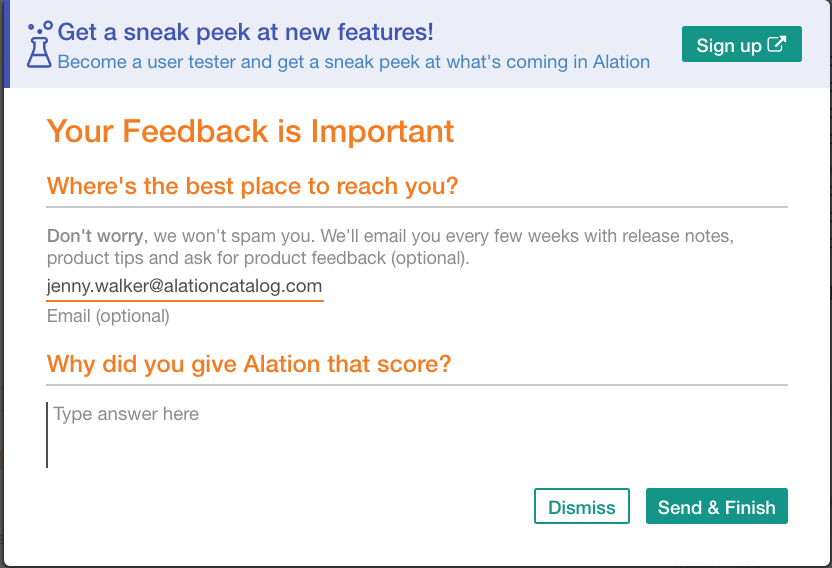 Get a sneak peek at new features!
Become a user tester and get a sneak peek at what's coming in Alation
Sign up
Your Feedback is Important
Where's the best place to reach you?
Don't worry, we won't spam you. We'll email you every few weeks with release notes,
product tips and ask for product feedback (optional).
jenny.walker@alationcatalog.com
Email (optional)
Why did you give Alation that score?
Type answer here
Dismiss
Send & Finish